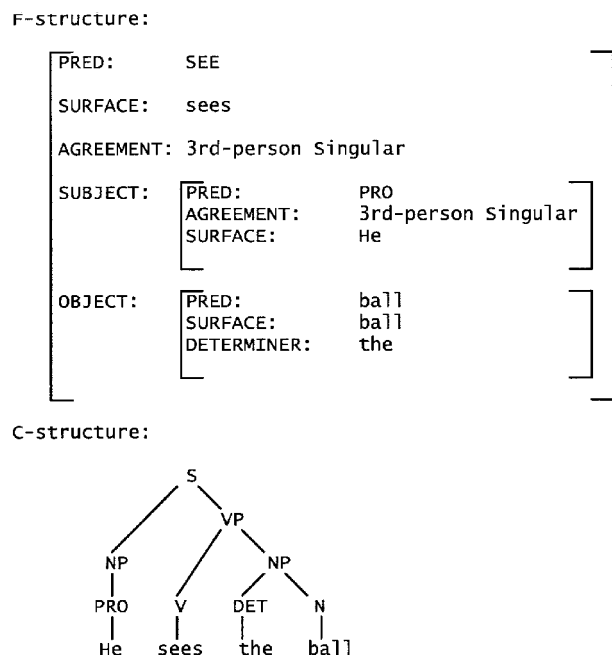 F-structure:
PRED: SEE
SURFACE: sees
AGREEMENT: 3rd-person Singular
SUBJECT: PRED: PRO
AGREEMENT: 3rd-person Singular
SURFACE: He
OBJECT: PRED: ball
SURFACE: ball
DETERMINER: the
C-structure:
S
VP
NP NP
PRO V DET N
He sees the ball